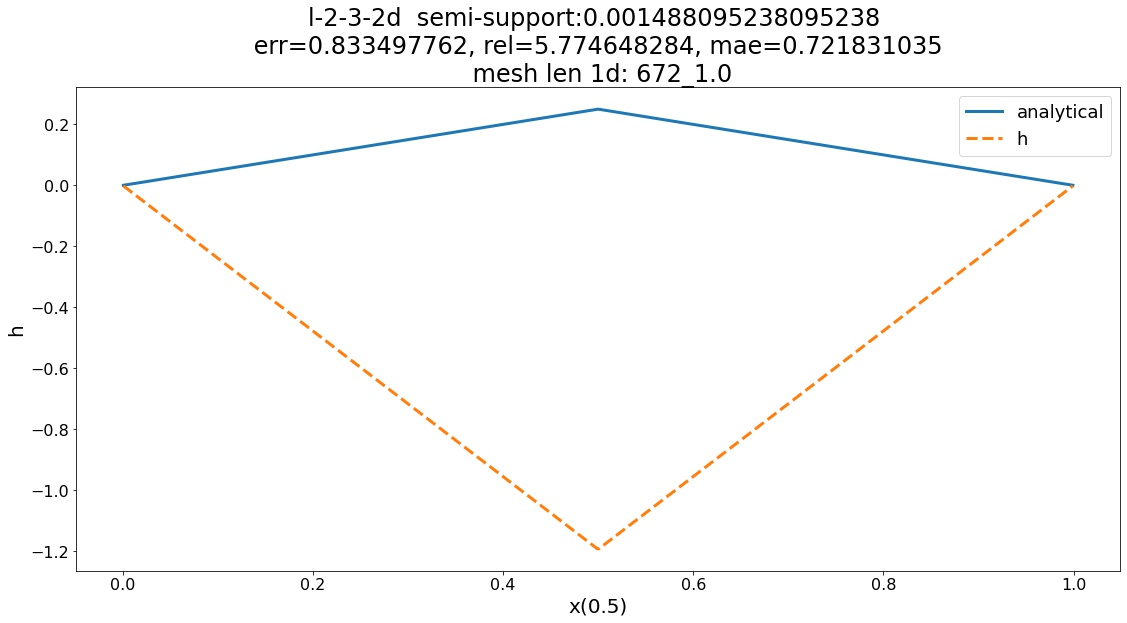 l-2-3-2d  semi-support:0.001488095238095238
err=0.833497762, rel=5.774648284, mae=0.721831035
mesh len 1d: 672_1.0
analytical
h
0.2
0.0
−0.2
−0.4
−0.6
−0.8
−1.0
−1.2
h
0.0
0.2
0.4
0.6
0.8
1.0
x(0.5)